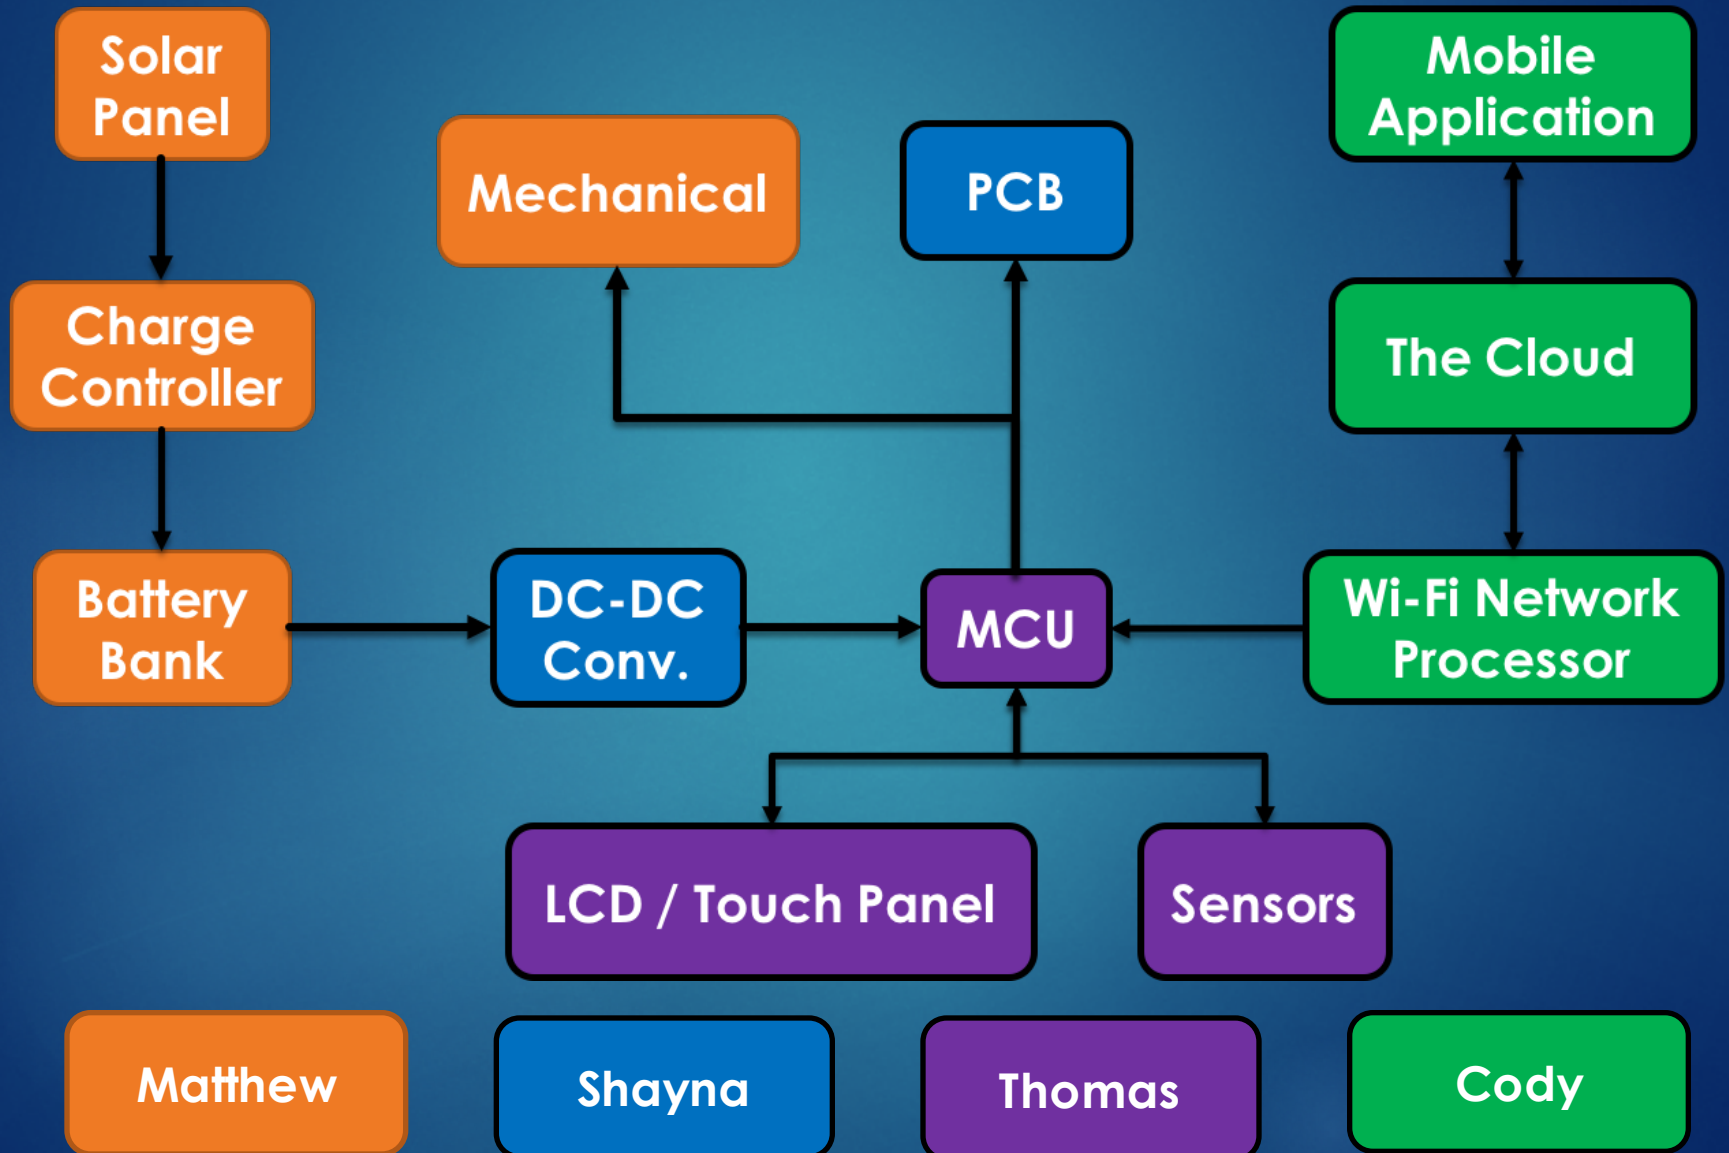 Solar
Panel
Mobile
Application
Mechanical
PCB
Charge
Controller
The Cloud
Battery
Bank
DC-DC
Conv.
MCU
Wi-Fi Network
Processor
LCD / Touch Panel
Sensors
Matthew
Shayna
Thomas
Cody